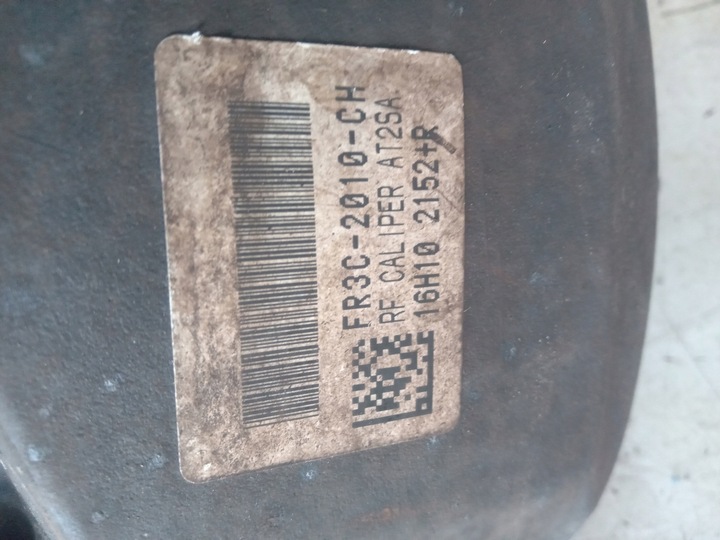 FR3C-2010-CH
RF CALIPER AT2SA
16H10 2152+R